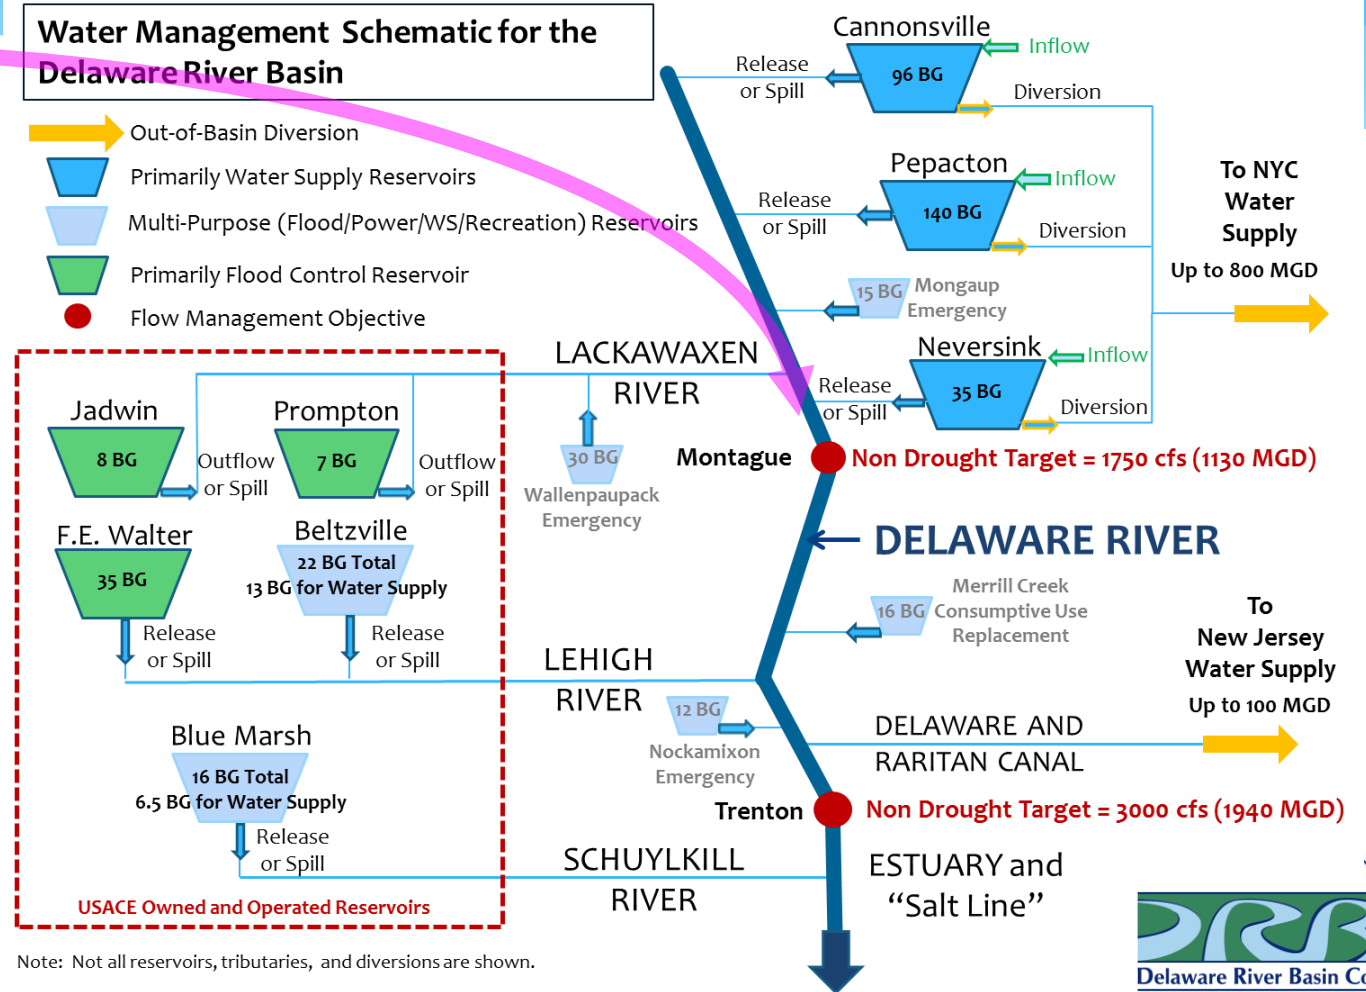 Water Management Schematic for the
Delaware River Basin
Out-of-Basin Diversion
Primarily Water Supply Reservoirs
Multi-Purpose (Flood/Power/WS/Recreation) Reservoirs
Primarily Flood Control Reservoir
Flow Management Objective
Cannonsville
96 BG
Inflow
Release
or Spill
Diversion
Pepacton
140 BG
Inflow
Release
or Spill
Diversion
To NYC
Water
Supply
Up to 800 MGD
15 BG
Mongaup
Emergency
Neversink
35 BG
Inflow
Release
or Spill
Diversion
LACKAWAXEN
RIVER
Jadwin
8 BG
Outflow
or Spill
Prompton
7 BG
Outflow
or Spill
30 BG
Wallenpaupack
Emergency
Montague
Non Drought Target = 1750 cfs (1130 MGD)
F.E. Walter
35 BG
Release
or Spill
Beltzville
22 BG Total
13 BG for Water Supply
Release
or Spill
DELAWARE RIVER
16 BG
Merrill Creek
Consumptive Use
Replacement
To
New Jersey
Water Supply
Up to 100 MGD
LEHIGH
RIVER
12 BG
Nockamixon
Emergency
DELAWARE AND
RARITAN CANAL
Blue Marsh
16 BG Total
6.5 BG for Water Supply
Release
or Spill
Trenton
Non Drought Target = 3000 cfs (1940 MGD)
SCHUYLKILL
RIVER
ESTUARY and
“Salt Line”
USACE Owned and Operated Reservoirs
Note: Not all reservoirs, tributaries, and diversions are shown.
DRB
Delaware River Basin Co